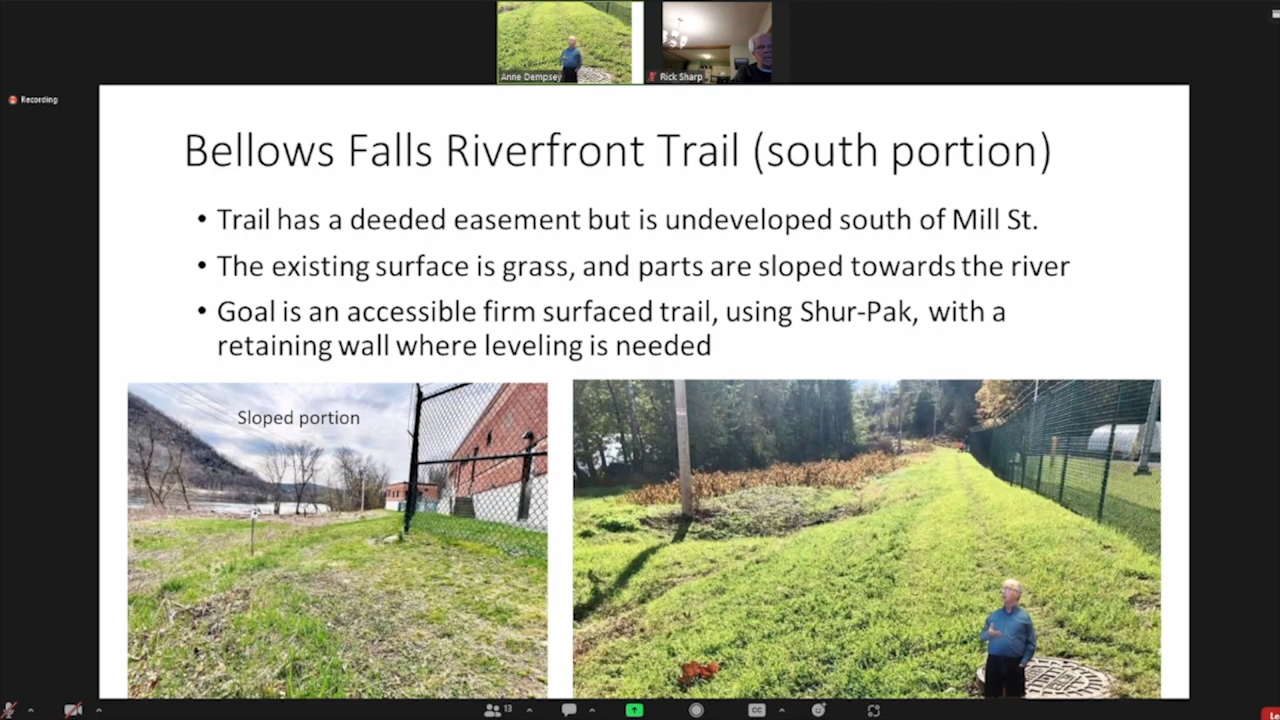 Anne Dempsey
Rick Sharp
Recording
Bellows Falls Riverfront Trail (south portion)
• Trail has a deeded easement but is undeveloped south of Mill St.
• The existing surface is grass, and parts are sloped towards the river
• Goal is an accessible firm surfaced trail, using Shur-Pak, with a
retaining wall where leveling is needed
Sloped portion
13
CC